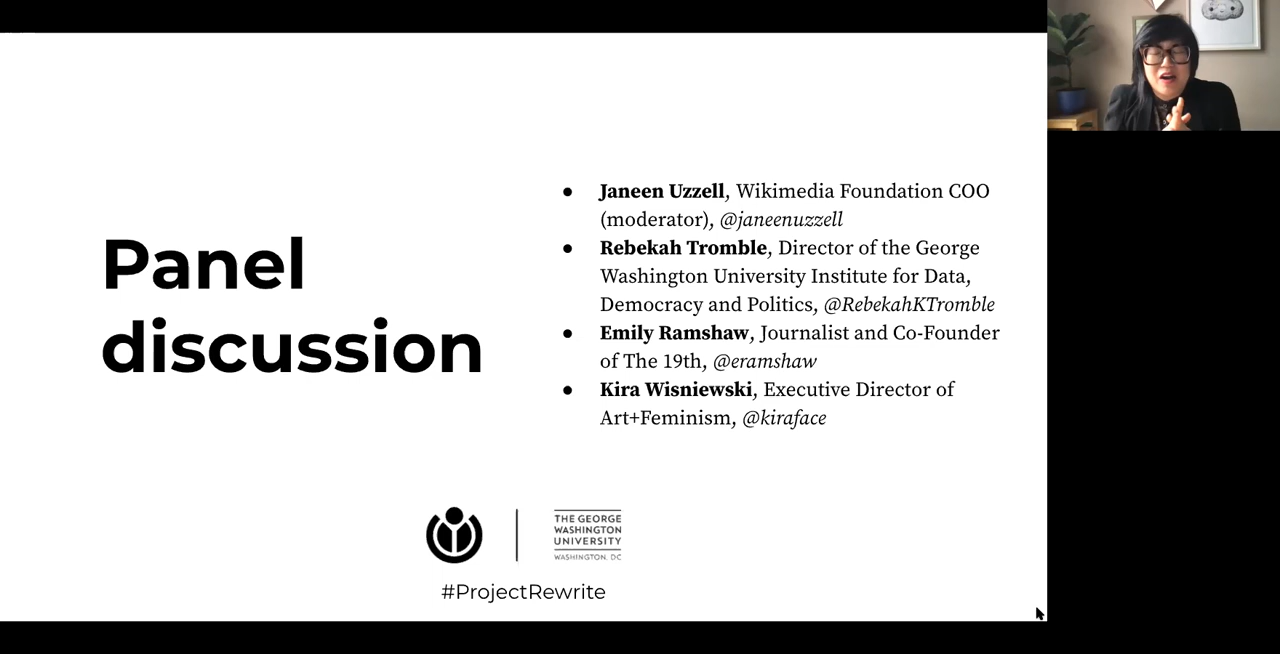 Panel
discussion
● Janeen Uzzell, Wikimedia Foundation COO
(moderator), @janeenuzzell
● Rebekah Tromble, Director of the George
Washington University Institute for Data,
Democracy and Politics, @RebekahKTromble
● Emily Ramshaw, Journalist and Co-Founder
of The 19th, @eramshaw
● Kira Wisniewski, Executive Director of
Art+Feminism, @kiraface
THE GEORGE
WASHINGTON
UNIVERSITY
WASHINGTON, DC
#ProjectRewrite